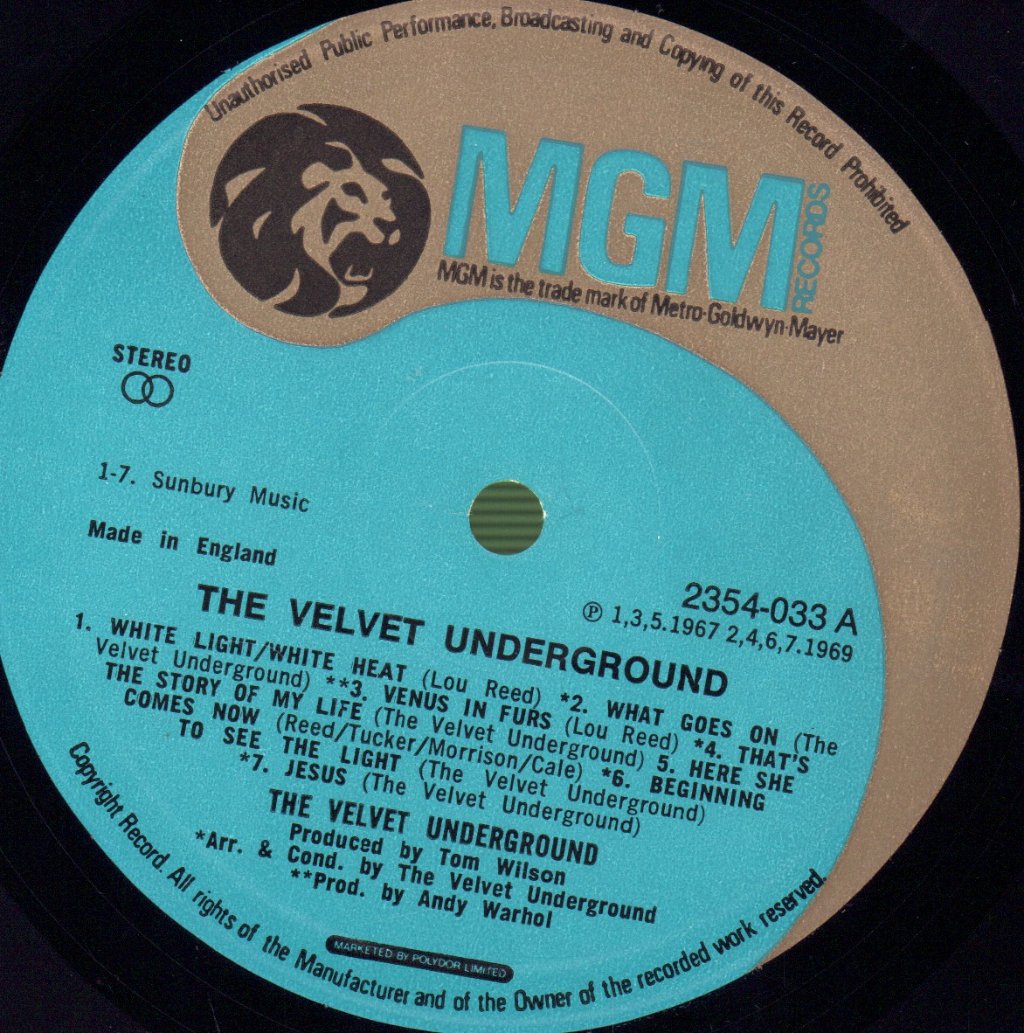 Unauthorised Public Performance, Broadcasting and Copying of this Record Prohibited
MGM RECORDS
MGM is the trade mark of Metro-Goldwyn-Mayer
STEREO
1-7. Sunbury Music
Made in England
2354-033 A
℗ 1,3,5.1967 2,4,6,7.1969
THE VELVET UNDERGROUND
1. WHITE LIGHT/WHITE HEAT (Lou Reed) *2. WHAT GOES ON (The
Velvet Underground) **3. VENUS IN FURS (Lou Reed) *4. THAT'S
THE STORY OF MY LIFE (The Velvet Underground) 5. HERE SHE
COMES NOW (Reed/Tucker/Morrison/Cale) *6. BEGINNING
TO SEE THE LIGHT (The Velvet Underground)
*7. JESUS (The Velvet Underground)
THE VELVET UNDERGROUND
Produced by Tom Wilson
*Arr. & Cond. by The Velvet Underground
**Prod. by Andy Warhol
MARKETED BY POLYDOR LIMITED
Copyright Record. All rights of the Manufacturer and of the Owner of the recorded work reserved.